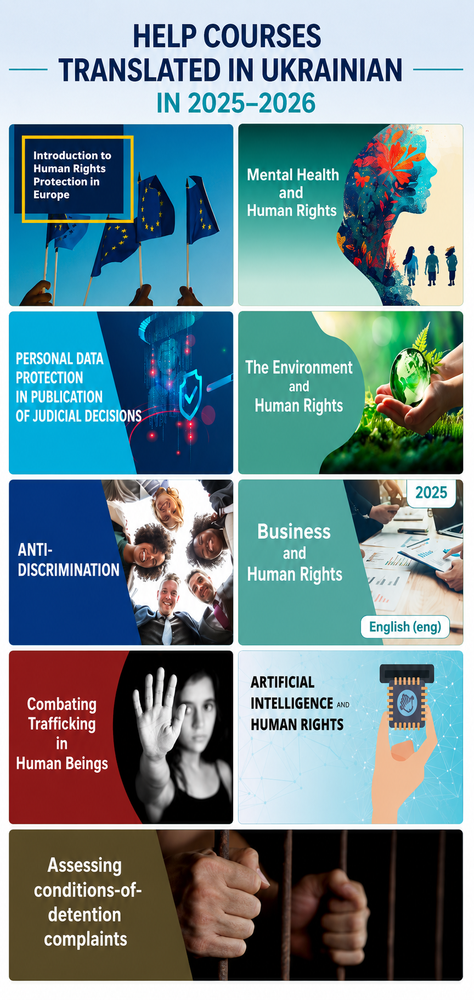 HELP COURSES
TRANSLATED IN UKRAINIAN
IN 2025–2026
Introduction to
Human Rights
Protection in
Europe
Mental Health
and
Human Rights
PERSONAL DATA
PROTECTION
IN PUBLICATION
OF JUDICIAL DECISIONS
The Environment
and
Human Rights
ANTI-
DISCRIMINATION
2025
Business
and
Human Rights
English (eng)
Combating
Trafficking
in
Human Beings
ARTIFICIAL
INTELLIGENCE AND
HUMAN RIGHTS
Assessing
conditions-of-
detention
complaints